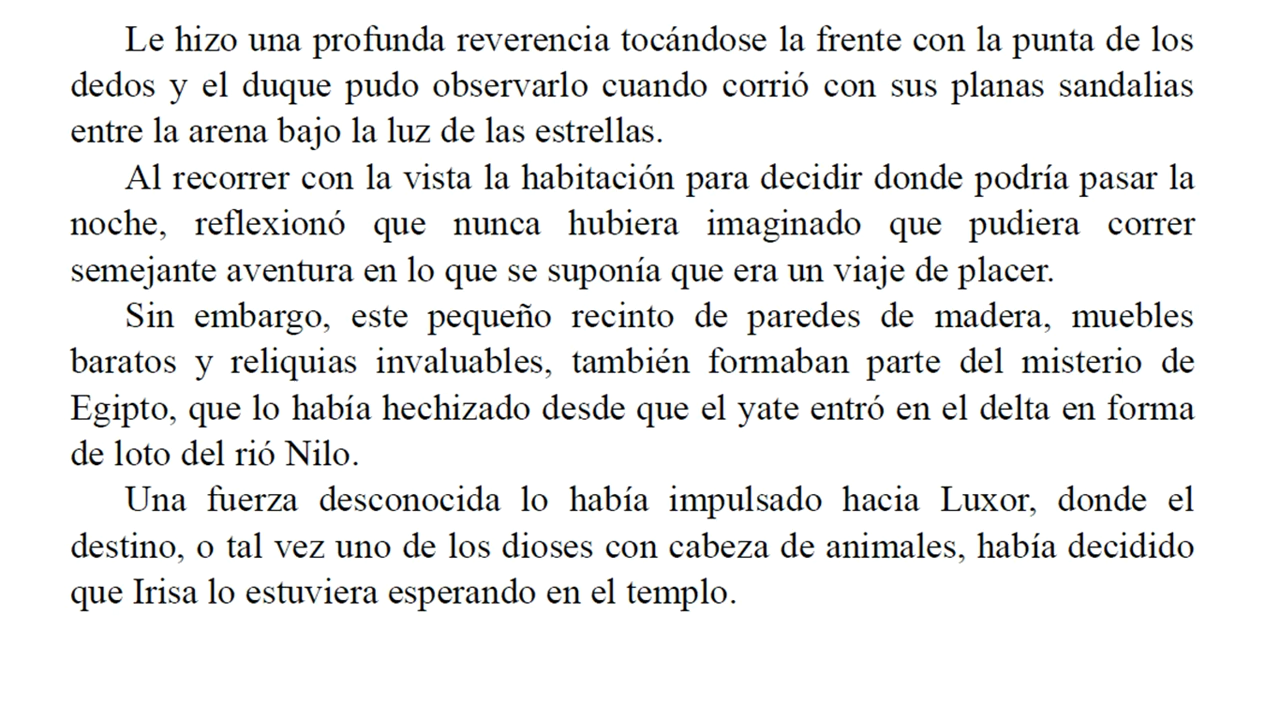 Le hizo una profunda reverencia tocándose la frente con la punta de los
dedos y el duque pudo observarlo cuando corrió con sus planas sandalias
entre la arena bajo la luz de las estrellas.
Al recorrer con la vista la habitación para decidir donde podría pasar la
noche, reflexionó que nunca hubiera imaginado que pudiera correr
semejante aventura en lo que se suponía que era un viaje de placer.
Sin embargo, este pequeño recinto de paredes de madera, muebles
baratos y reliquias invaluables, también formaban parte del misterio de
Egipto, que lo había hechizado desde que el yate entró en el delta en forma
de loto del rió Nilo.
Una fuerza desconocida lo había impulsado hacia Luxor, donde el
destino, o tal vez uno de los dioses con cabeza de animales, había decidido
que Irisa lo estuviera esperando en el templo.